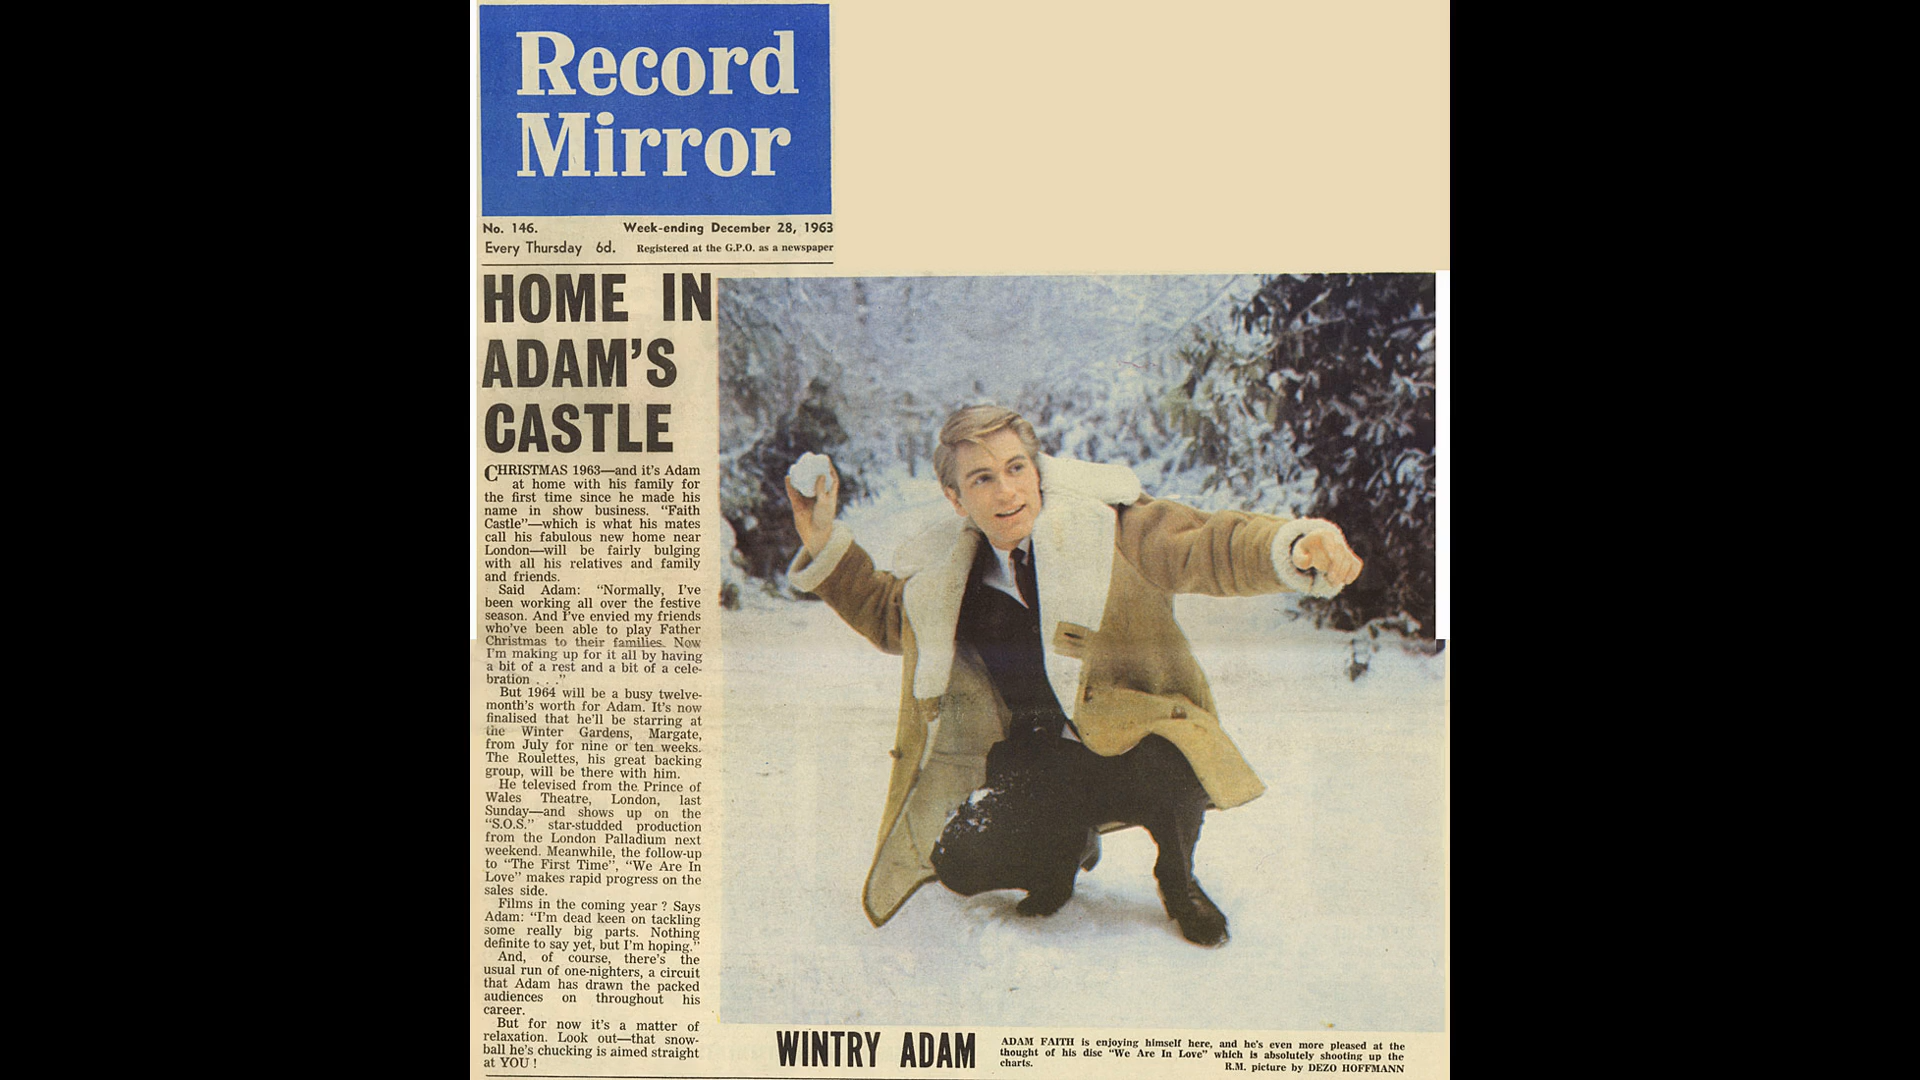 Record
Mirror
No. 146. Week-ending December 28, 1963
Every Thursday 6d. Registered at the G.P.O. as a newspaper
HOME IN
ADAM'S
CASTLE
CHRISTMAS 1963—and it's Adam
at home with his family for
the first time since he made his
name in show business. "Faith
Castle"—which is what his mates
call his fabulous new home near
London—will be fairly bulging
with all his relatives and family
and friends.
Said Adam: "Normally, I've
been working all over the festive
season. And I've envied my friends
who've been able to play Father
Christmas to their families. Now
I'm making up for it all by having
a bit of a rest and a bit of a cele-
bration . . ."
But 1964 will be a busy twelve-
month's worth for Adam. It's now
finalised that he'll be starring at
the Winter Gardens, Margate,
from July for nine or ten weeks.
The Roulettes, his great backing
group, will be there with him.
He televised from the Prince of
Wales Theatre, London, last
Sunday—and shows up on the
"S.O.S." star-studded production
from the London Palladium next
weekend. Meanwhile, the follow-up
to "The First Time", "We Are In
Love" makes rapid progress on the
sales side.
Films in the coming year ? Says
Adam: "I'm dead keen on tackling
some really big parts. Nothing
definite to say yet, but I'm hoping."
And, of course, there's the
usual run of one-nighters, a circuit
that Adam has drawn the packed
audiences on throughout his
career.
But for now it's a matter of
relaxation. Look out—that snow-
ball he's chucking is aimed straight
at YOU !
WINTRY ADAM
ADAM FAITH is enjoying himself here, and he's even more pleased at the
thought of his disc "We Are In Love" which is absolutely shooting up the
charts.
R.M. picture by DEZO HOFFMANN